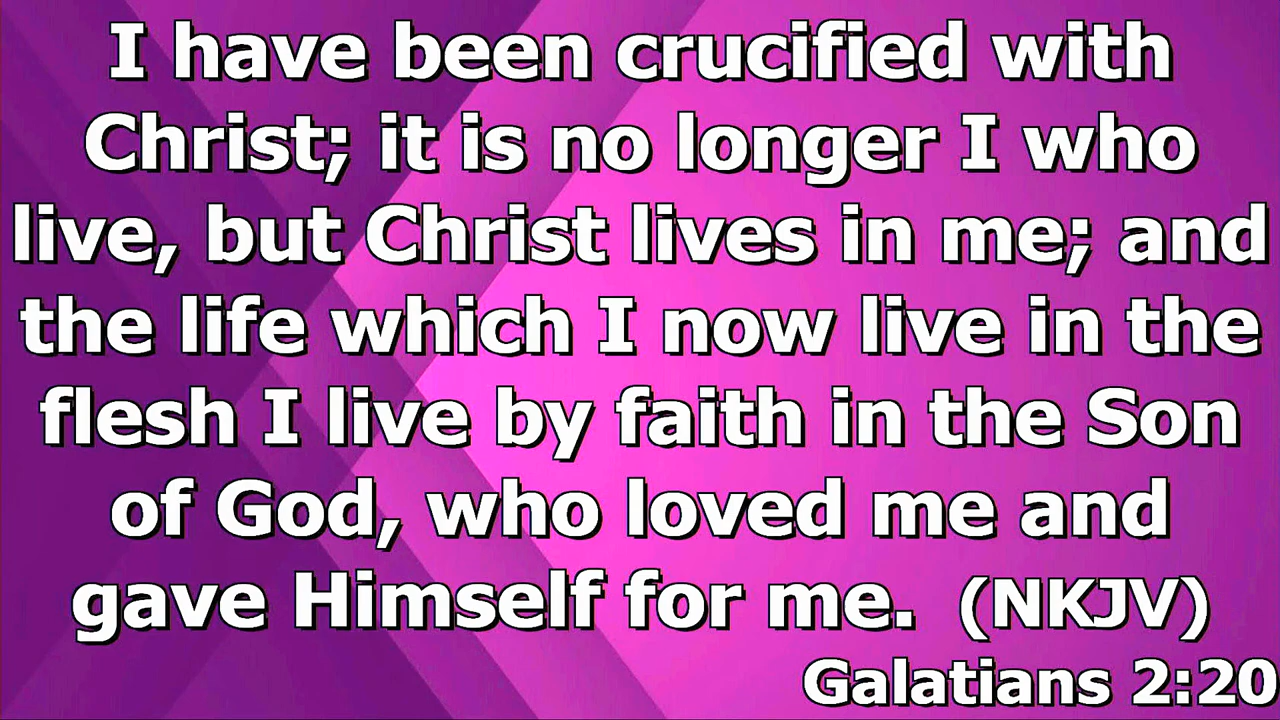 I have been crucified with
Christ; it is no longer I who
live, but Christ lives in me; and
the life which I now live in the
flesh I live by faith in the Son
of God, who loved me and
gave Himself for me.  (NKJV)
Galatians 2:20